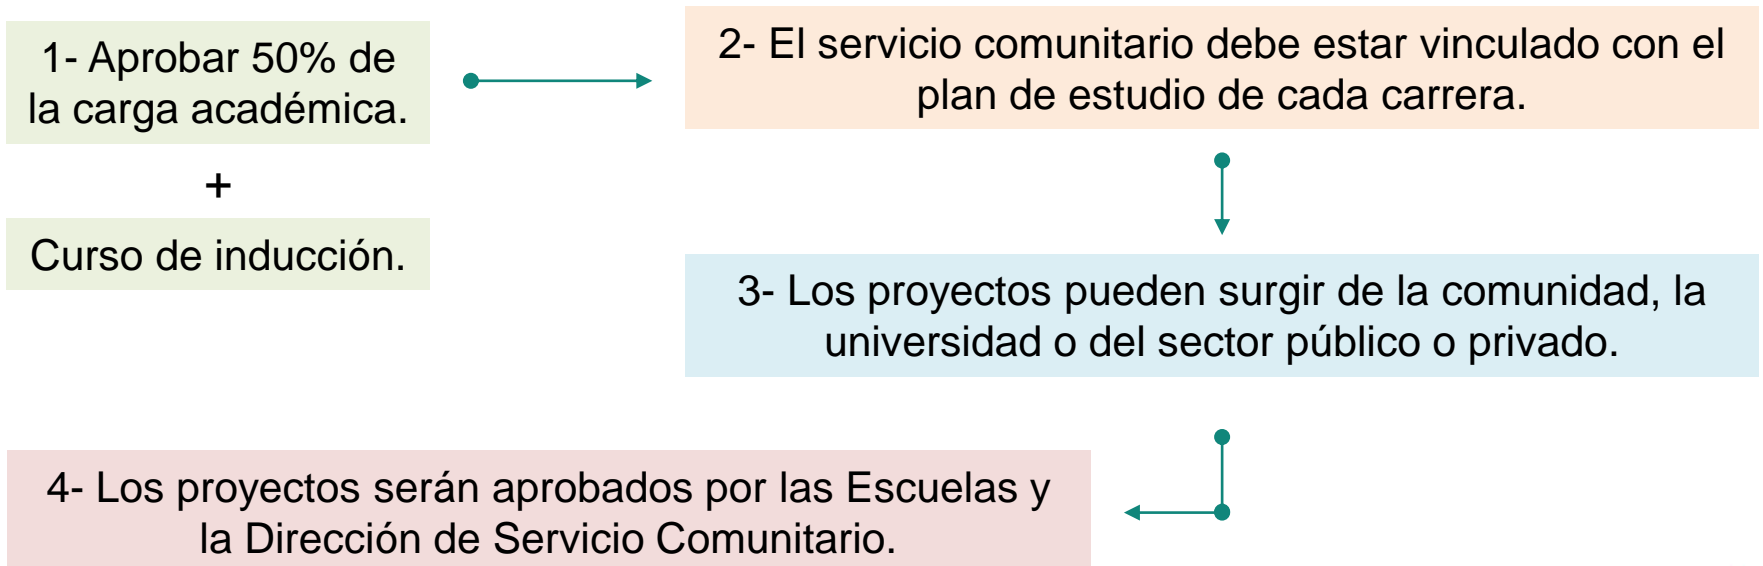 1- Aprobar 50% de
la carga académica.
+
Curso de inducción.
2- El servicio comunitario debe estar vinculado con el
plan de estudio de cada carrera.
3- Los proyectos pueden surgir de la comunidad, la
universidad o del sector público o privado.
4- Los proyectos serán aprobados por las Escuelas y
la Dirección de Servicio Comunitario.